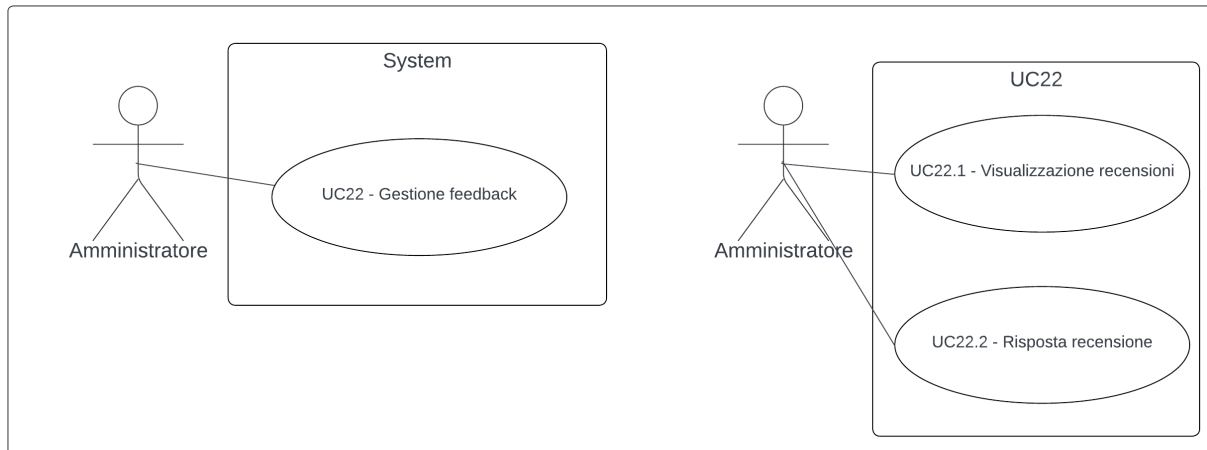 System
UC22 - Gestione feedback
Amministratore
UC22
UC22.1 - Visualizzazione recensioni
Amministratore
UC22.2 - Risposta recensione